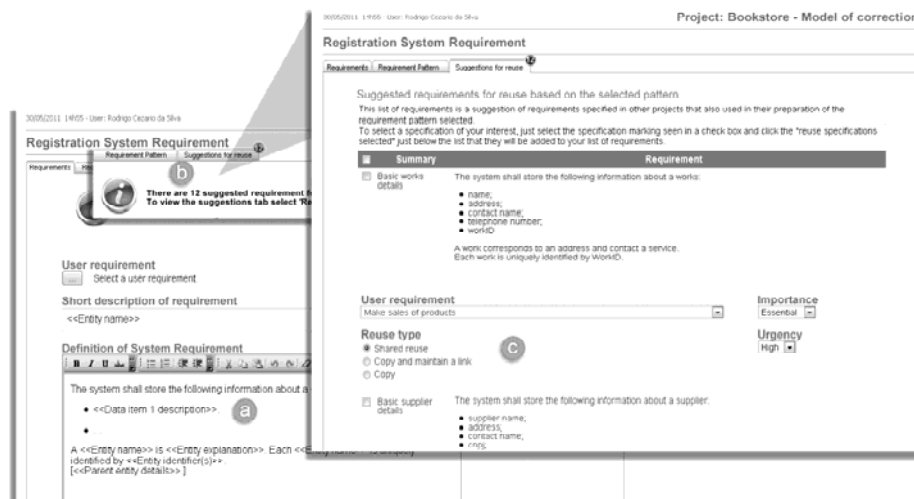 30/05/2011 14h55 - User: Rodrigo Cezario da Silva
Project: Bookstore - Model of correction
Registration System Requirement
Requirements
Requirement Pattern
Suggestions for reuse
12
Suggested requirements for reuse based on the selected pattern
This list of requirements is a suggestion of requirements specified in other projects that also used in their preparation of the
requirement pattern selected.
To select a specification of your interest, just select the specification marking seen in a check box and click the "reuse specifications
selected" just below the list that they will be added to your list of requirements.
Summary
Requirement
Basic works
details
The system shall store the following information about a works:
name;
address;
contact name;
telephone number;
workID
A work corresponds to an address and contact a service.
Each work is uniquely identified by WorkID.
User requirement
Make sales of products
Importance
Essential
Reuse type
Shared reuse
Copy and maintain a link
Copy
c
Urgency
High
Basic supplier
details
The system shall store the following information about a supplier:
supplier name;
address;
contact name;
copy;
30/05/2011 14h55 - User: Rodrigo Cezario da Silva
Registration System Requirement
Requirements
Requirement Pattern
Suggestions for reuse
b
There are 12 suggested requirement
To view the suggestions tab select
User requirement
... Select a user requirement
Short description of requirement
<<Entity name>>
Definition of System Requirement
The system shall store the following information about a
<<Data item 1 description>>.
a
...
A <<Entity name>> is <<Entity explanation>>. Each
identified by <<Entity identifier(s)>>.
[<<Parent entity details>> ]